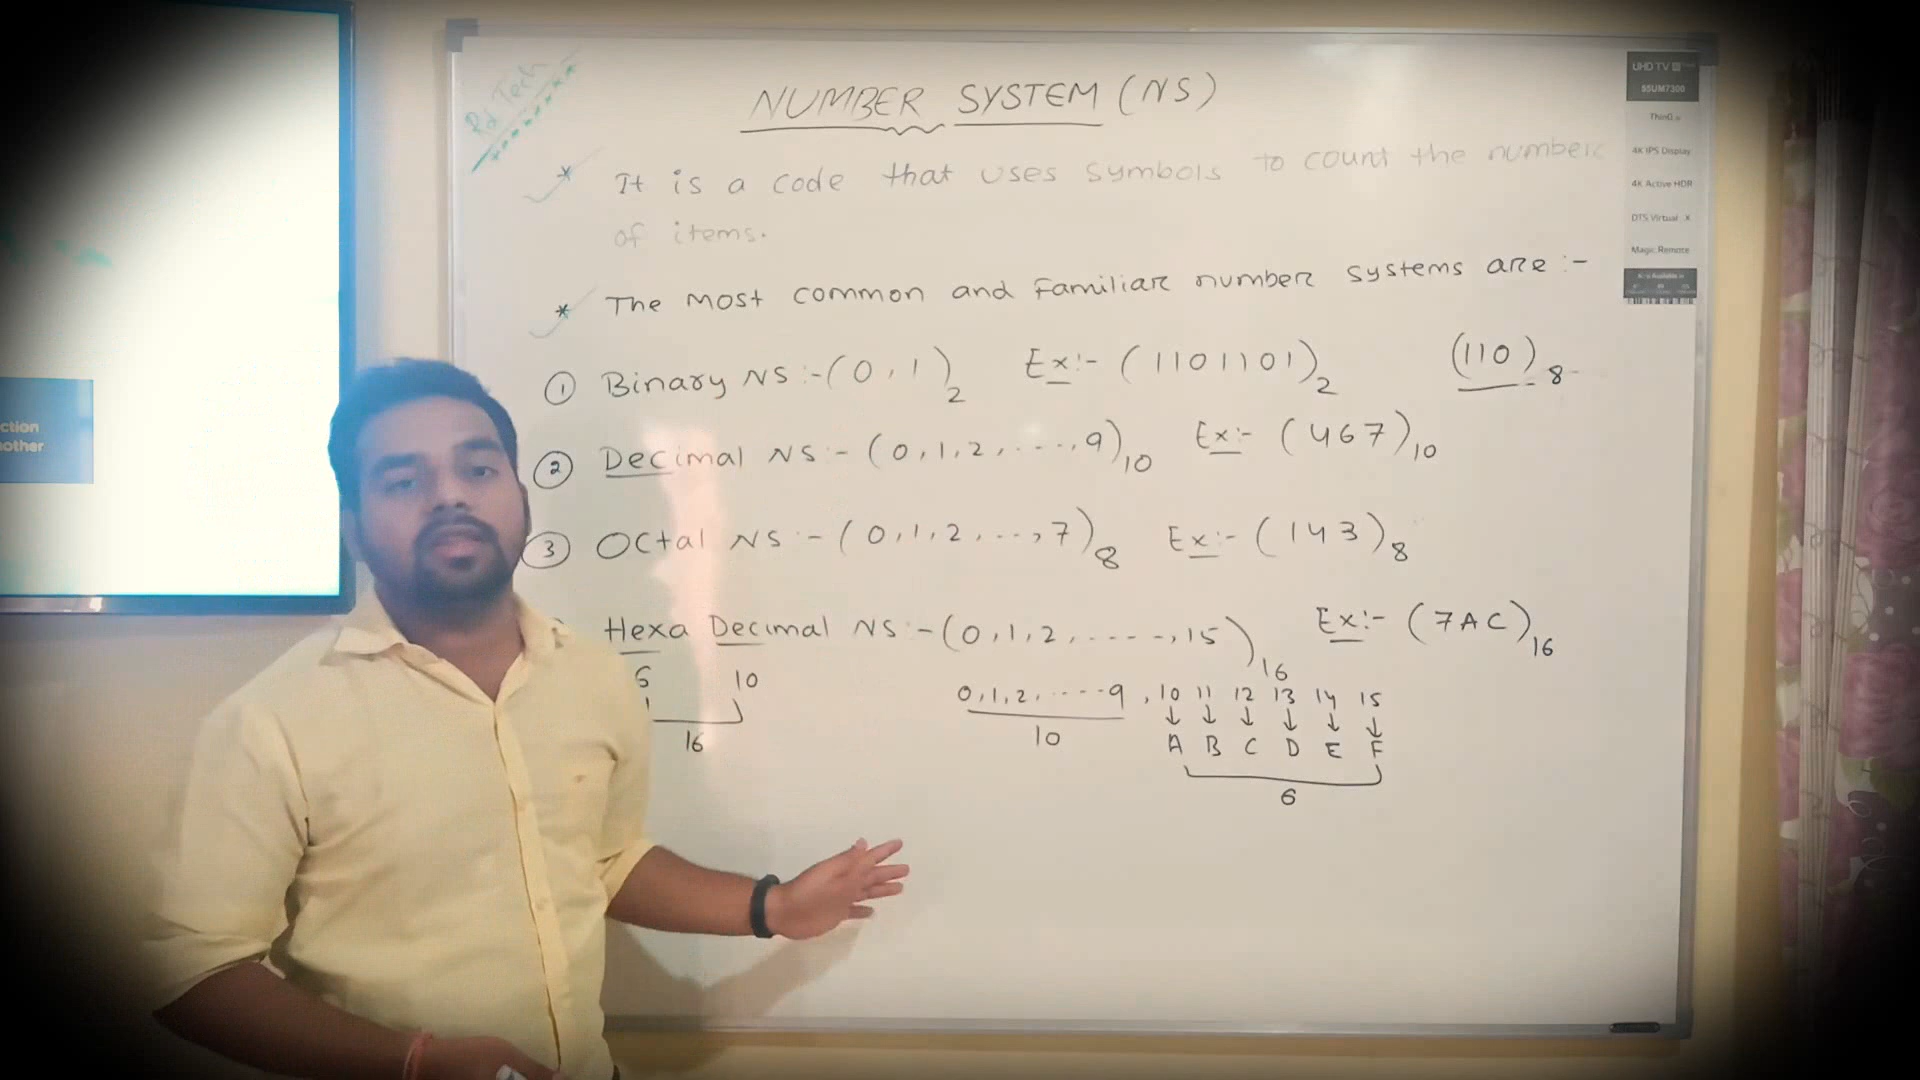 Rd Tech
NUMBER SYSTEM (NS)
* It is a code that uses symbols to count the number
of items.
* The most common and familiar number systems are :-
① Binary NS :- (0, 1)₂ Ex:- (1101101)₂ (110)₈
② Decimal NS :- (0, 1, 2, ...., 9)₁₀ Ex:- (467)₁₀
③ Octal NS :- (0, 1, 2, ..., 7)₈ Ex:- (143)₈
Hexa Decimal NS :- (0, 1, 2, ....., 15)₁₆ Ex:- (7AC)₁₆
6 10
16
0, 1, 2, ....9 , 10 11 12 13 14 15
↓ ↓ ↓ ↓ ↓ ↓
10 A B C D E F
6
ction
nother
UHD TV
55UM7300
ThinQ
4K IPS Display
4K Active HDR
DTS Virtual X
Magic Remote